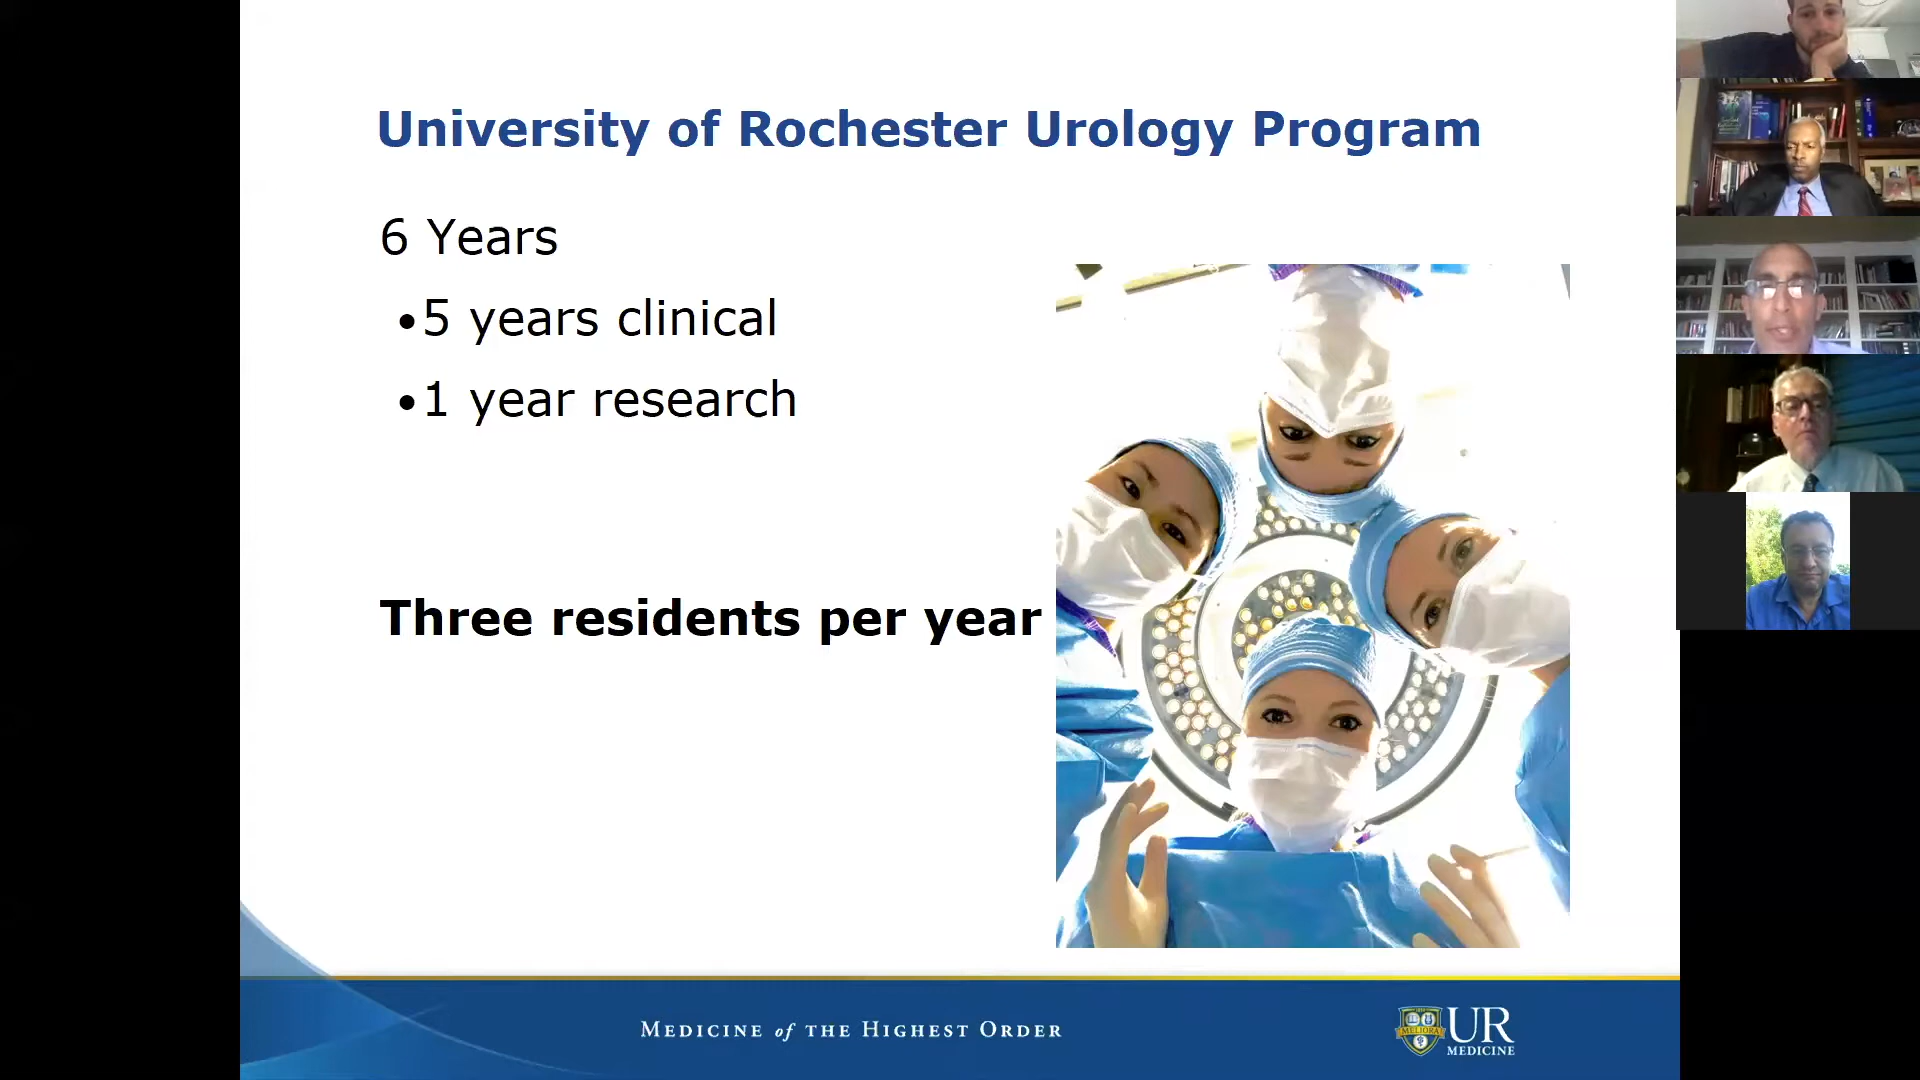 University of Rochester Urology Program
6 Years
•5 years clinical
•1 year research
Three residents per year
MEDICINE of THE HIGHEST ORDER
MELIORA
UR
MEDICINE